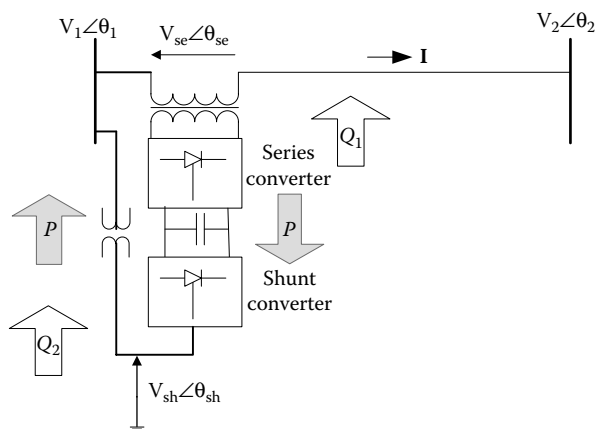 V₁∠θ₁
V₂∠θ₂
Vse∠θse
I
Q₁
Series
converter
P
P
Shunt
converter
Q₂
Vsh∠θsh